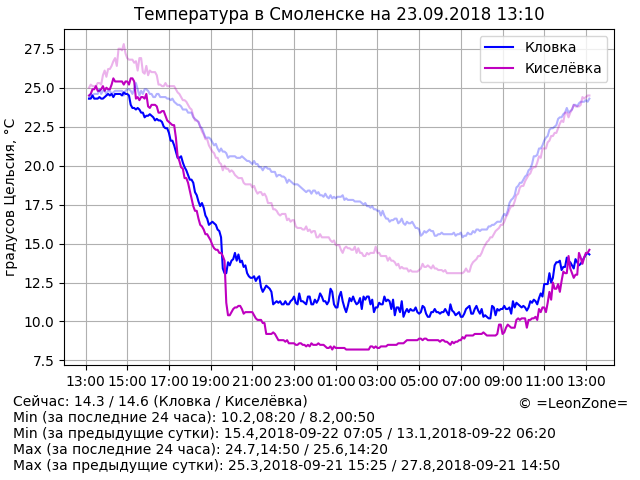 Температура в Смоленске на 23.09.2018 13:10
Кловка
Киселёвка
градусов Цельсия, °C
27.5
25.0
22.5
20.0
17.5
15.0
12.5
10.0
7.5
13:00 15:00 17:00 19:00 21:00 23:00 01:00 03:00 05:00 07:00 09:00 11:00 13:00
Сейчас: 14.3 / 14.6 (Кловка / Киселёвка)
© =LeonZone=
Min (за последние 24 часа): 10.2,08:20 / 8.2,00:50
Min (за предыдущие сутки): 15.4,2018-09-22 07:05 / 13.1,2018-09-22 06:20
Max (за последние 24 часа): 24.7,14:50 / 25.6,14:20
Max (за предыдущие сутки): 25.3,2018-09-21 15:25 / 27.8,2018-09-21 14:50